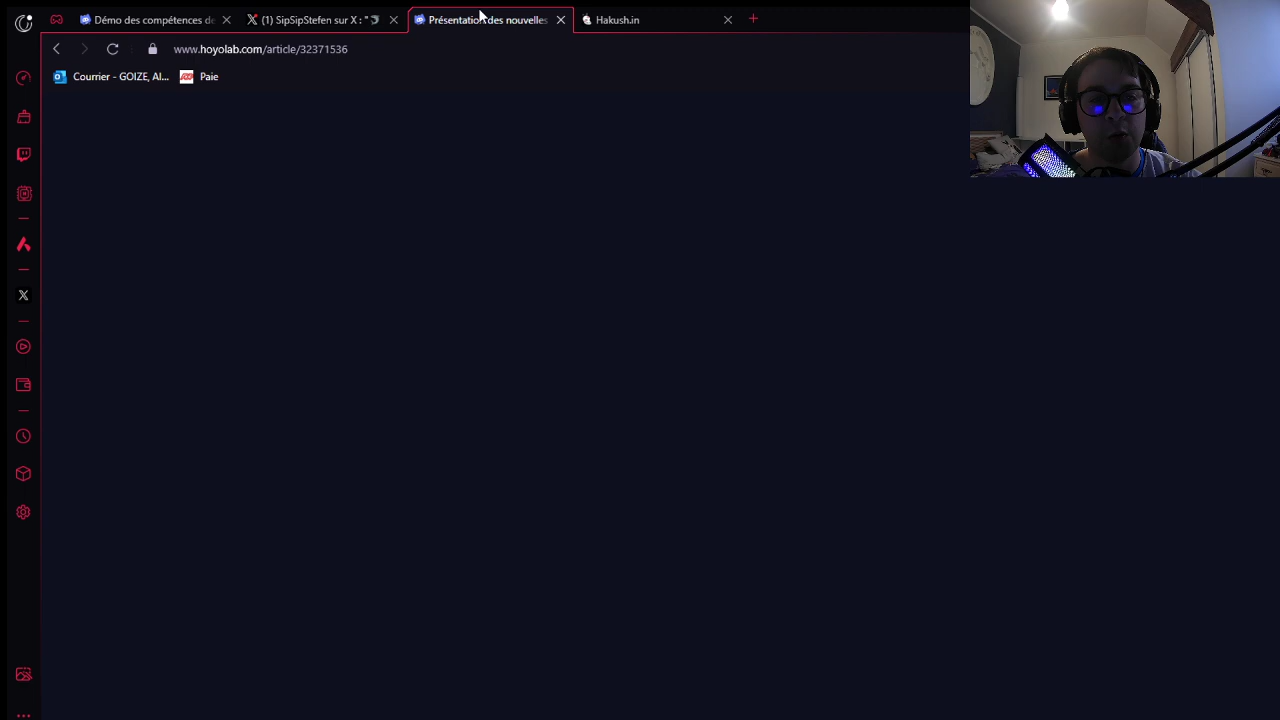 Démo des compétences de
(1) SipSipStefen sur X : "
Présentation des nouvelles
Hakush.in
www.hoyolab.com/article/32371536
Courrier - GOIZE, Al...
Paie